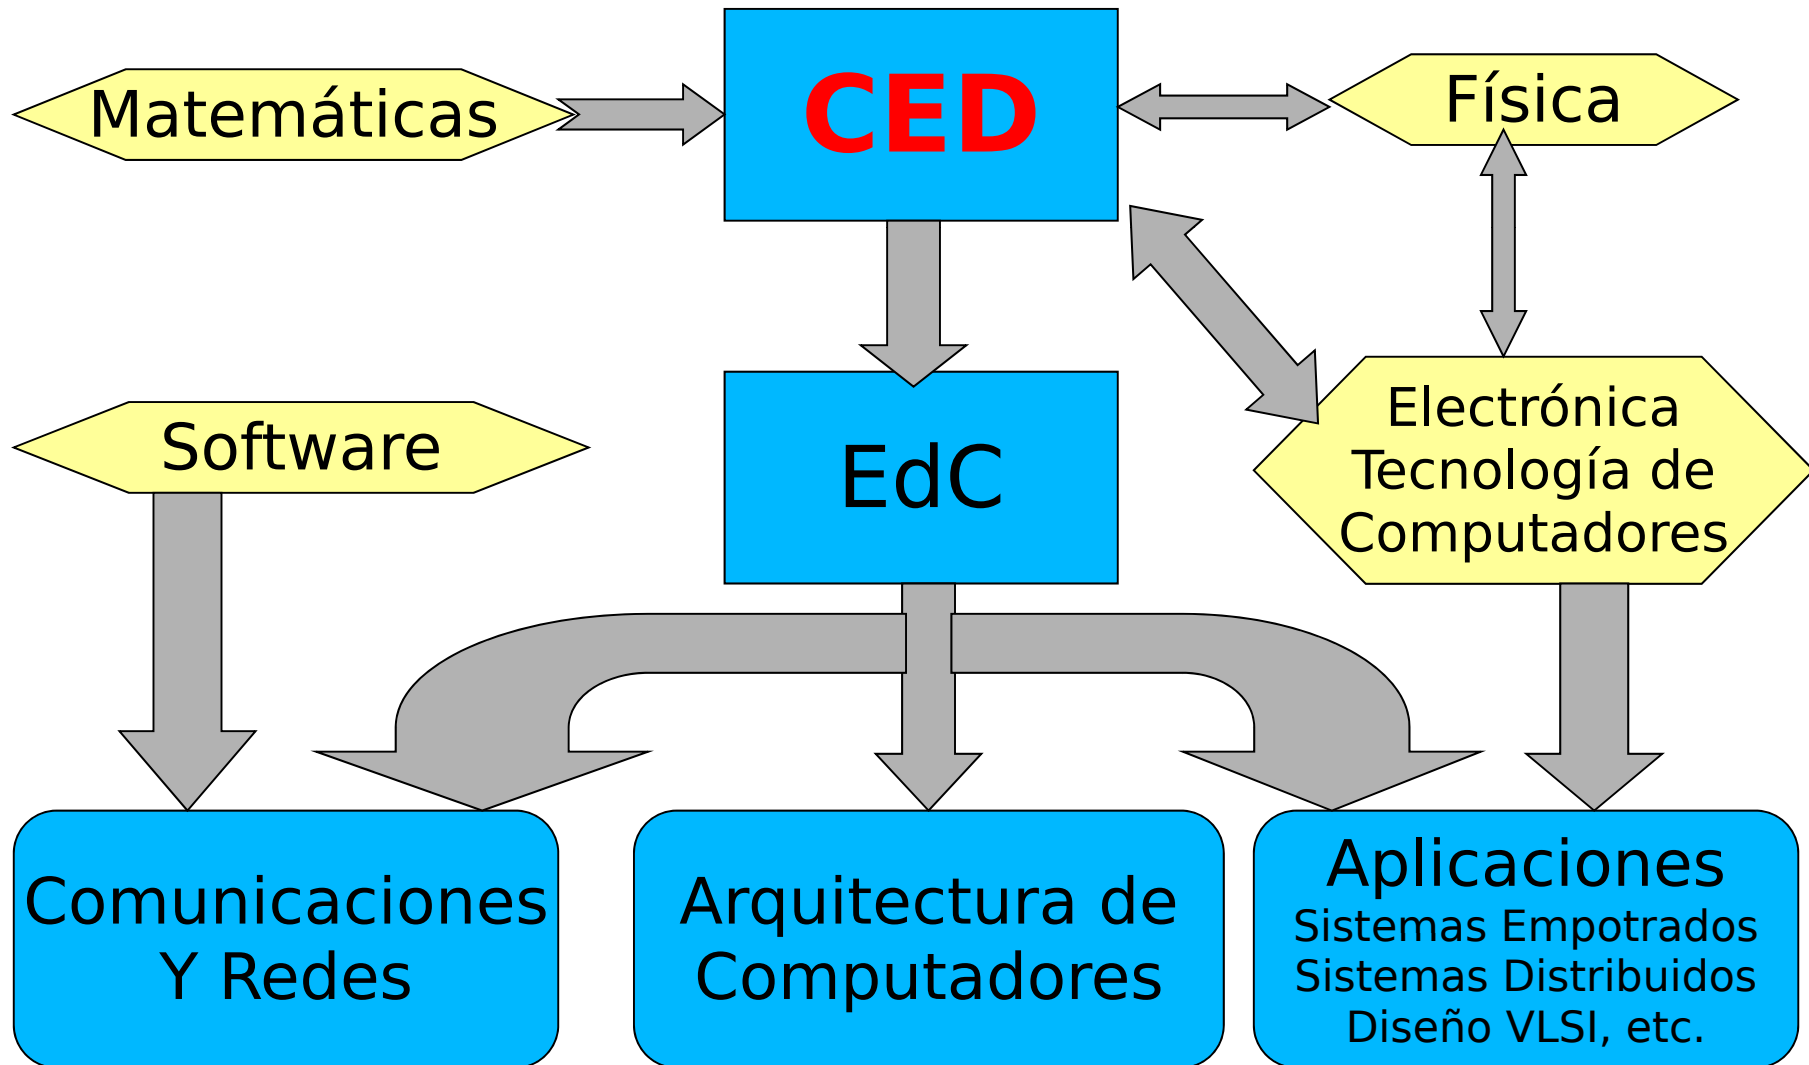 Matemáticas
CED
Física
Software
EdC
Electrónica
Tecnología de
Computadores
Comunicaciones
Y Redes
Arquitectura de
Computadores
Aplicaciones
Sistemas Empotrados
Sistemas Distribuidos
Diseño VLSI, etc.